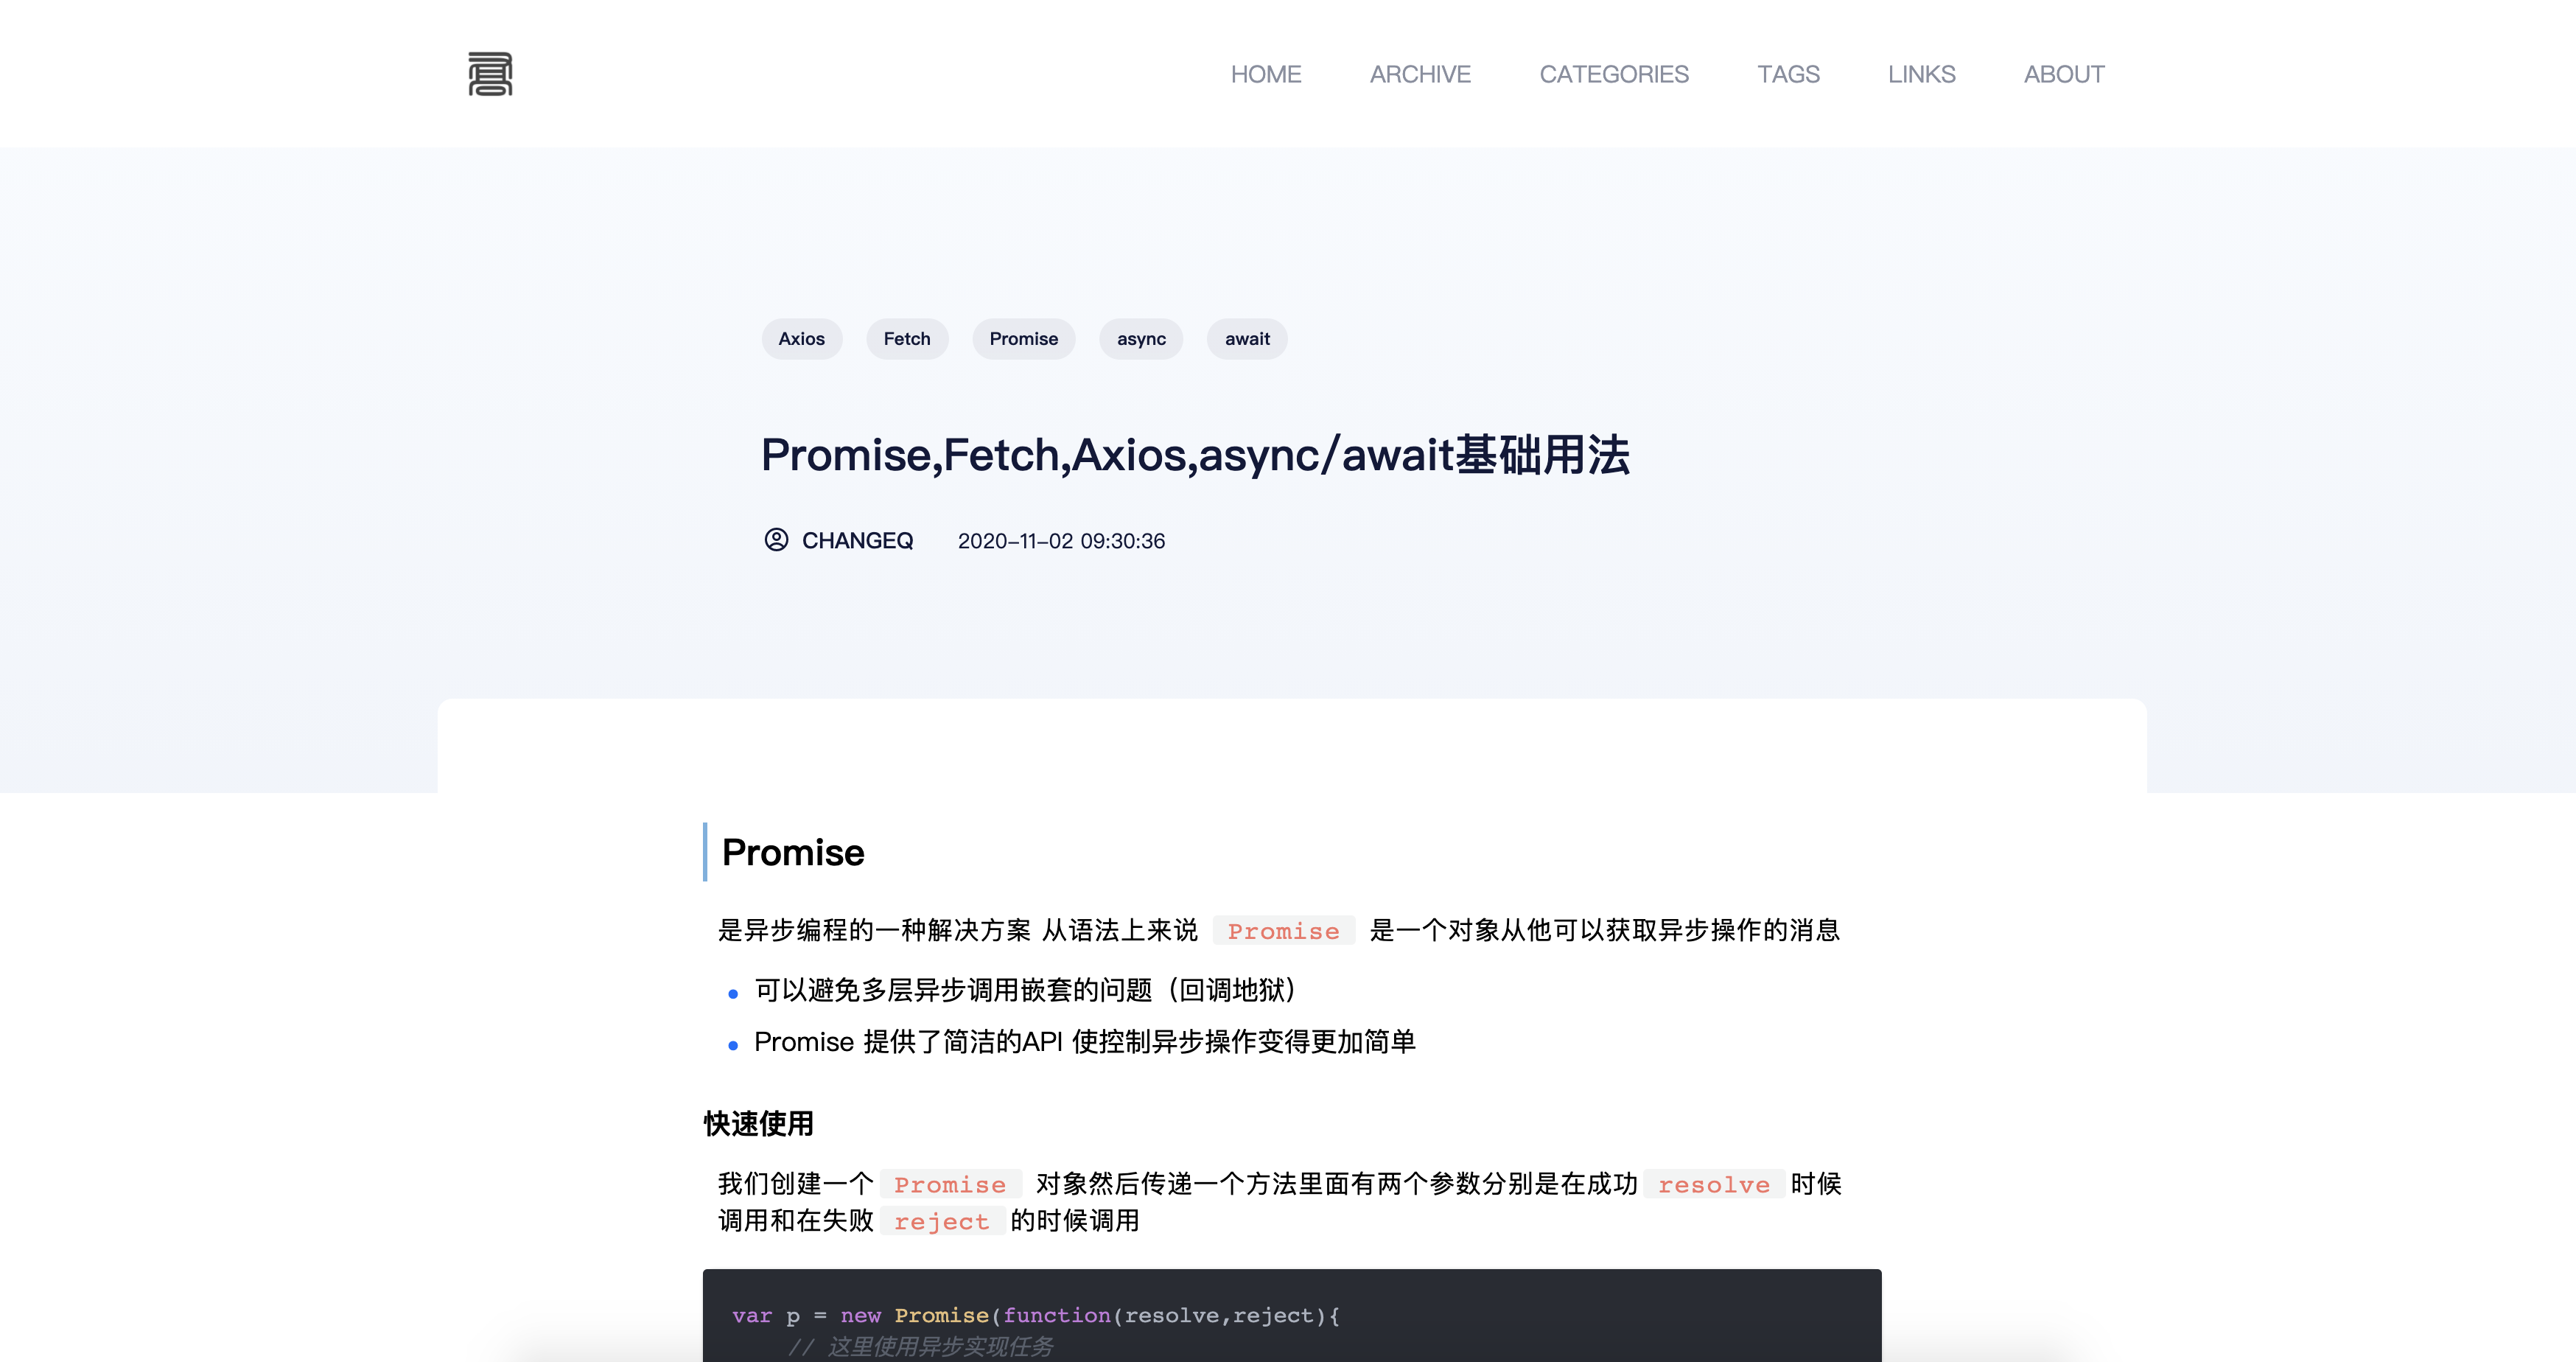 HOME ARCHIVE CATEGORIES TAGS LINKS ABOUT
Axios Fetch Promise async await
Promise,Fetch,Axios,async/await基础用法
CHANGEQ 2020-11-02 09:30:36
Promise
是异步编程的一种解决方案 从语法上来说 Promise 是一个对象从他可以获取异步操作的消息
可以避免多层异步调用嵌套的问题（回调地狱）
Promise 提供了简洁的API 使控制异步操作变得更加简单
快速使用
我们创建一个 Promise 对象然后传递一个方法里面有两个参数分别是在成功 resolve 时候
调用和在失败 reject 的时候调用
var p = new Promise(function(resolve,reject){
// 这里使用异步实现任务